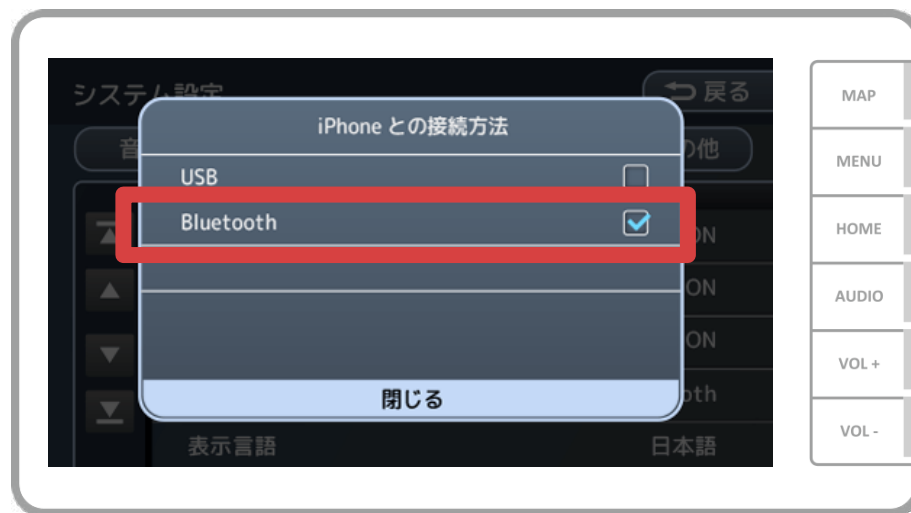 システム設定
戻る
iPhone との接続方法
音
の他
USB
Bluetooth
ON
ON
ON
oth
閉じる
表示言語
日本語
MAP
MENU
HOME
AUDIO
VOL +
VOL -